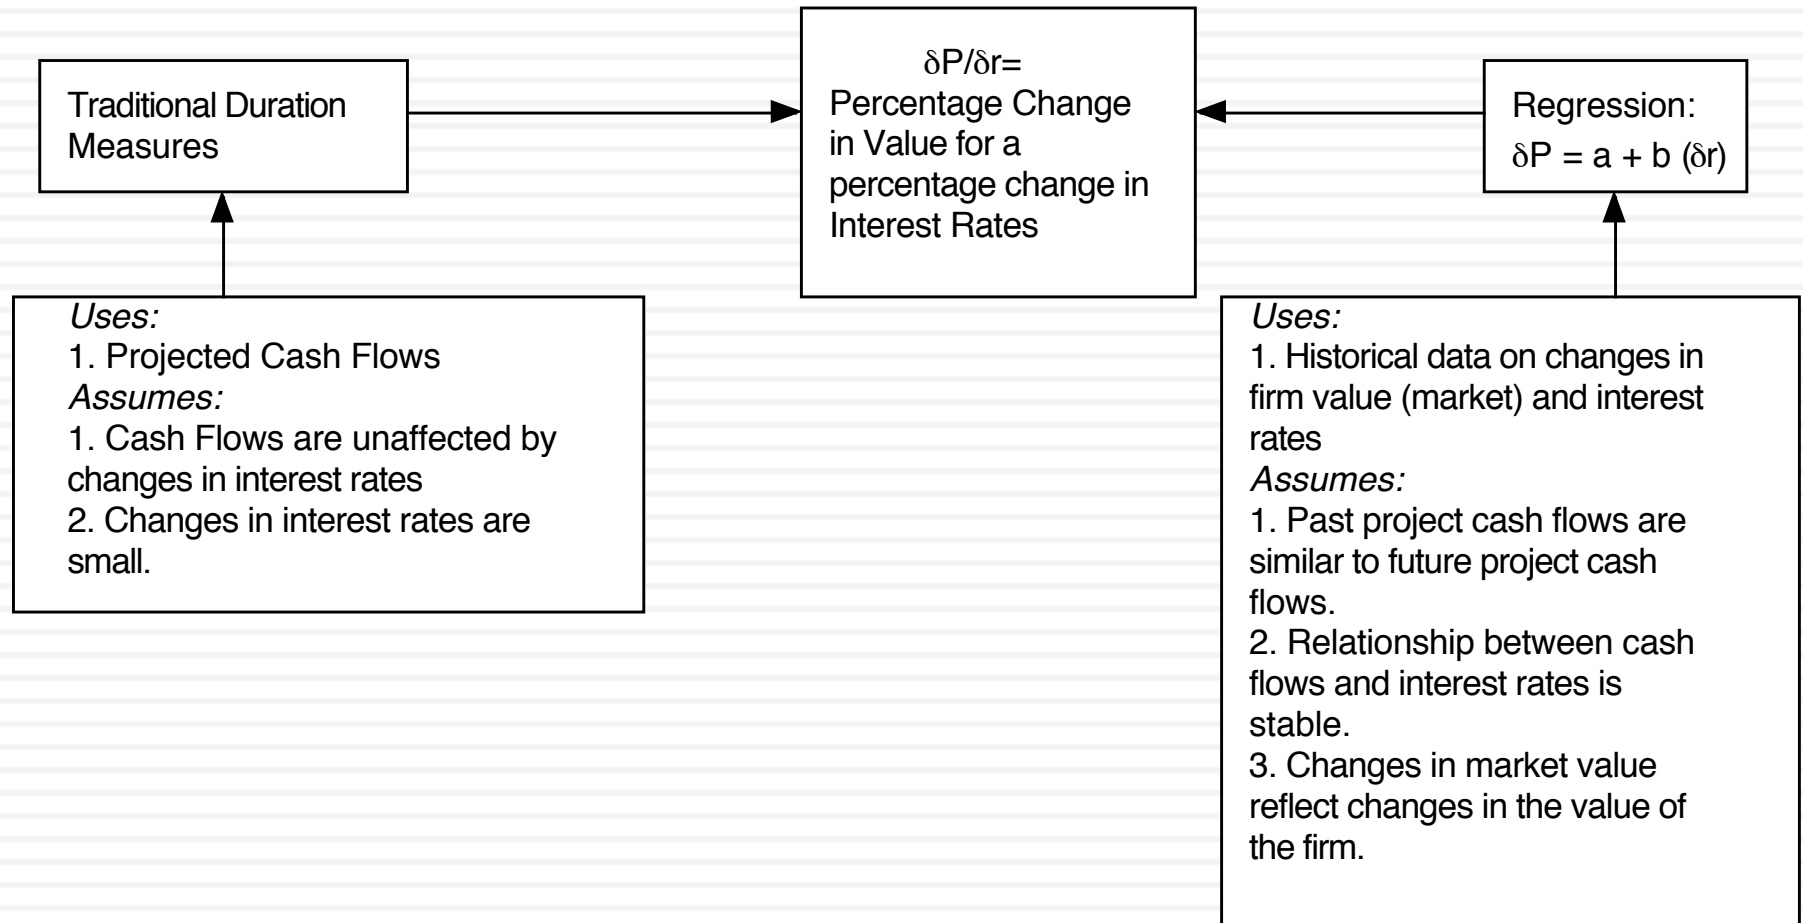 Traditional Duration
Measures
δP/δr=
Percentage Change
in Value for a
percentage change in
Interest Rates
Regression:
δP = a + b (δr)
Uses:
1. Projected Cash Flows
Assumes:
1. Cash Flows are unaffected by
changes in interest rates
2. Changes in interest rates are
small.
Uses:
1. Historical data on changes in
firm value (market) and interest
rates
Assumes:
1. Past project cash flows are
similar to future project cash
flows.
2. Relationship between cash
flows and interest rates is
stable.
3. Changes in market value
reflect changes in the value of
the firm.